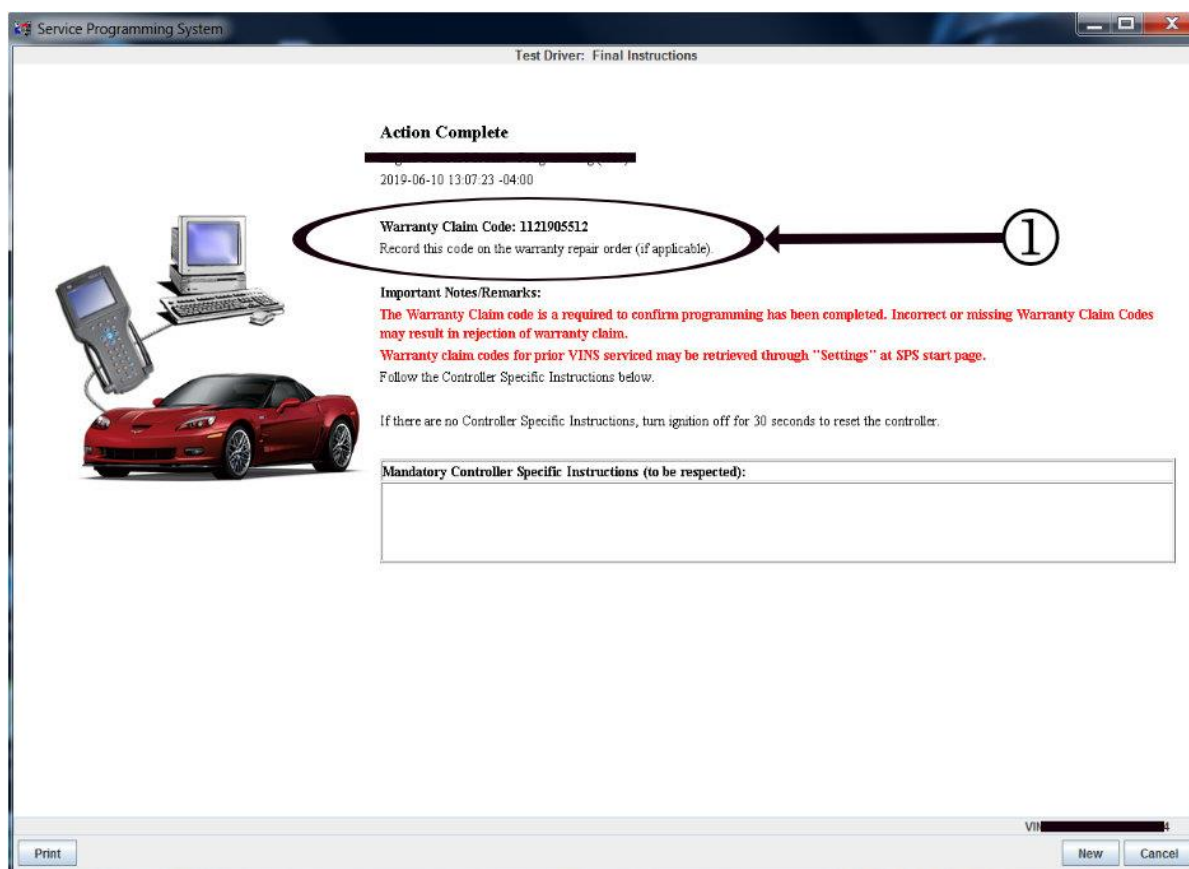 Service Programming System
Test Driver: Final Instructions
Action Complete
2019-06-10 13:07:23 -04:00
Warranty Claim Code: 1121905512
Record this code on the warranty repair order (if applicable).
1
Important Notes/Remarks:
The Warranty Claim code is a required to confirm programming has been completed. Incorrect or missing Warranty Claim Codes
may result in rejection of warranty claim.
Warranty claim codes for prior VINS serviced may be retrieved through "Settings" at SPS start page.
Follow the Controller Specific Instructions below.
If there are no Controller Specific Instructions, turn ignition off for 30 seconds to reset the controller.
Mandatory Controller Specific Instructions (to be respected):
4
Print
New
Cancel